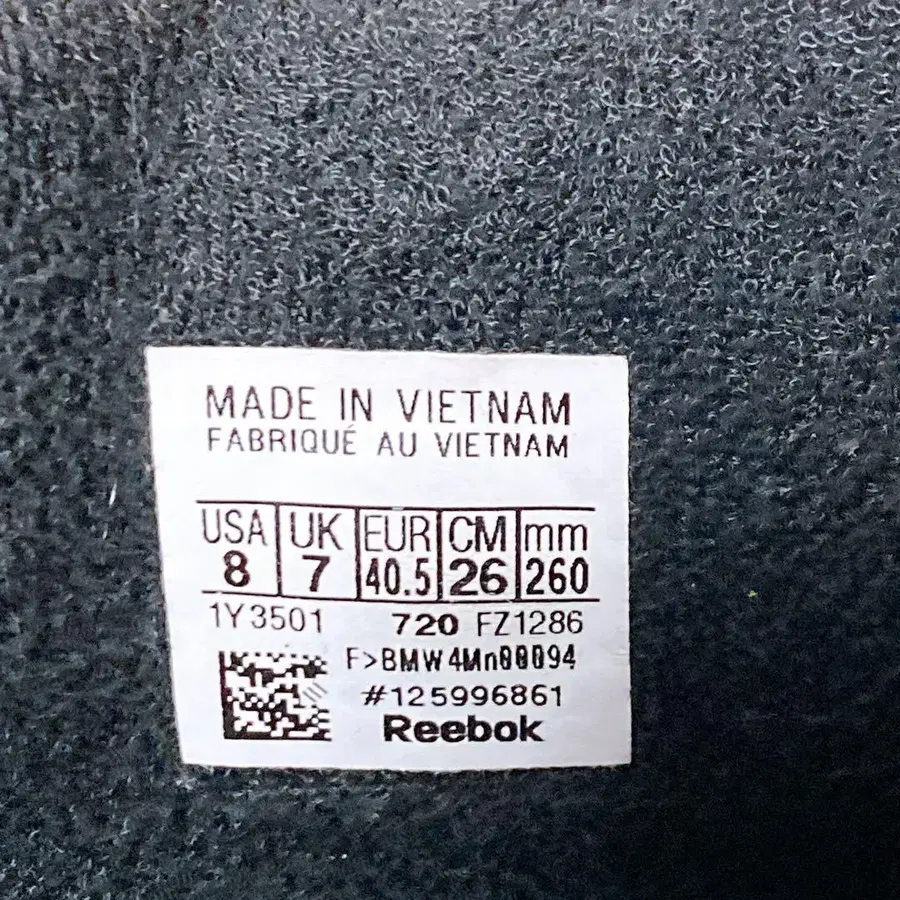 MADE IN VIETNAM
FABRIQUÉ AU VIETNAM
USA UK EUR CM mm
8 7 40.5 26 260
1Y3501 720 FZ1286
F>BMW4Mn00094
#125996861
Reebok